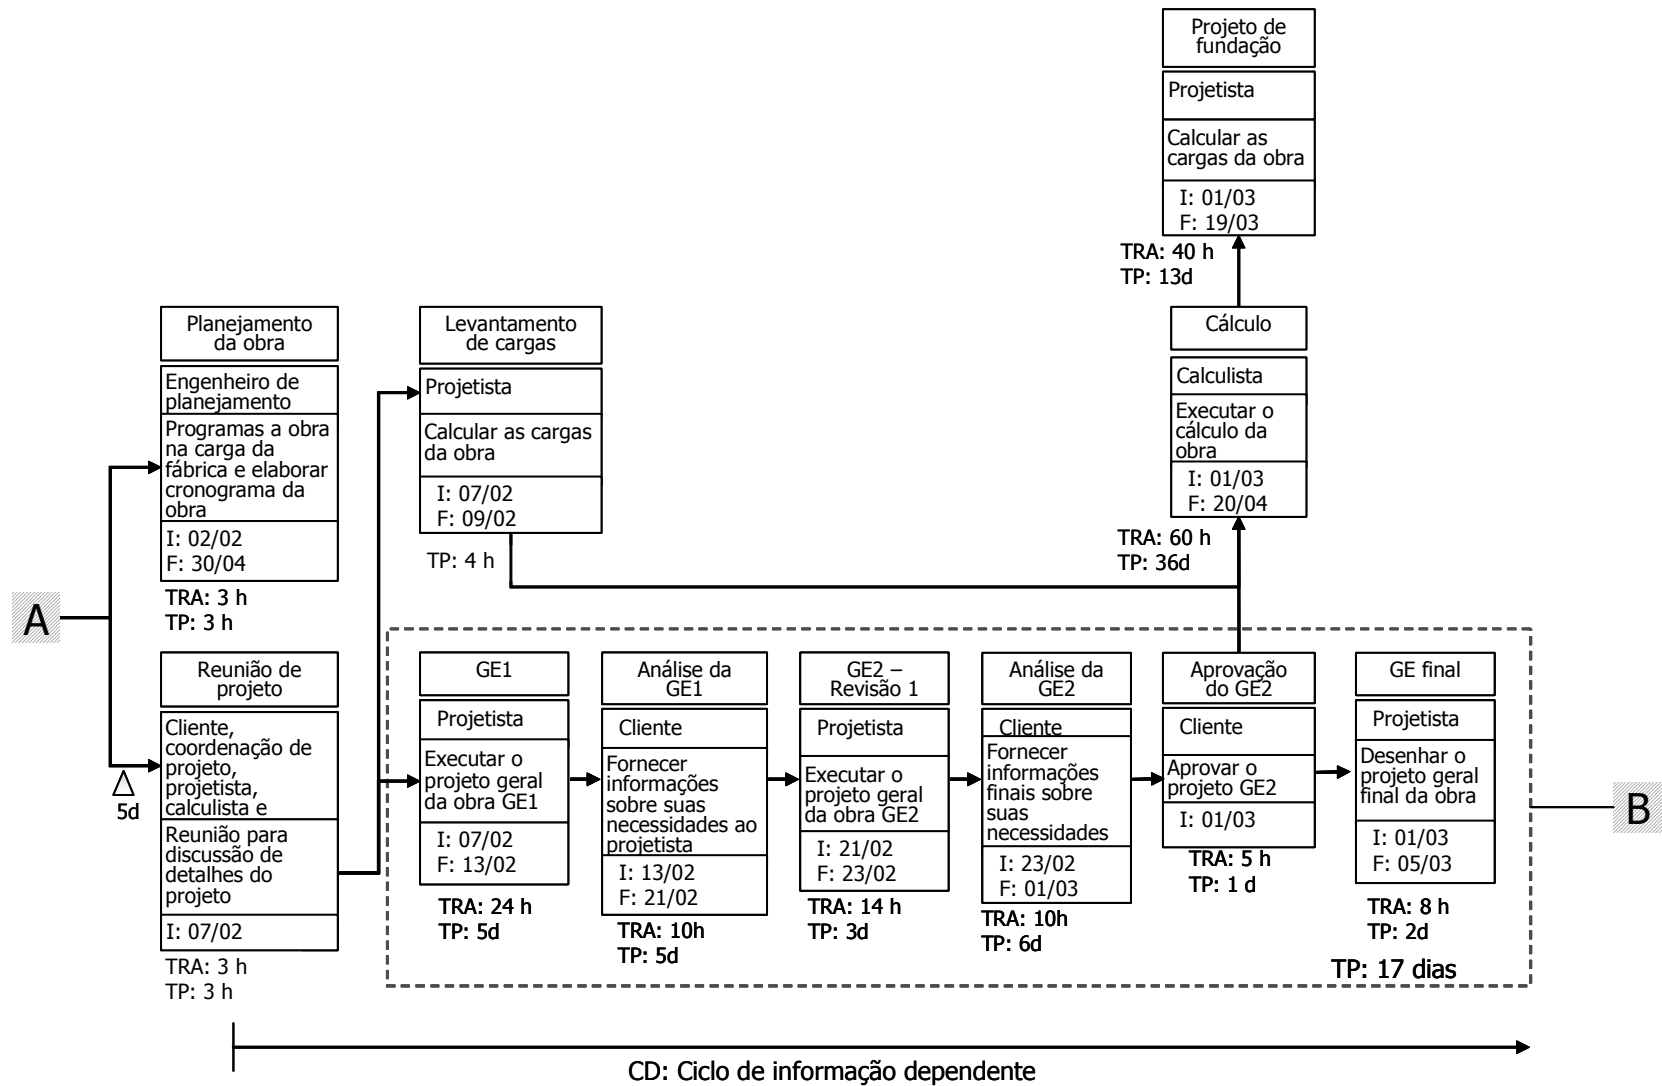 Projeto de
fundação
Projetista
Calcular as
cargas da obra
I: 01/03
F: 19/03
TRA: 40 h
TP: 13d
Planejamento
da obra
Engenheiro de
planejamento
Programas a obra
na carga da
fábrica e elaborar
cronograma da
obra
I: 02/02
F: 30/04
TRA: 3 h
TP: 3 h
Levantamento
de cargas
Projetista
Calcular as cargas
da obra
I: 07/02
F: 09/02
TP: 4 h
Cálculo
Calculista
Executar o
cálculo da
obra
I: 01/03
F: 20/04
TRA: 60 h
TP: 36d
A
5d
Reunião de
projeto
Cliente,
coordenação de
projeto,
projetista,
calculista e
Reunião para
discussão de
detalhes do
projeto
I: 07/02
TRA: 3 h
TP: 3 h
GE1
Projetista
Executar o
projeto geral
da obra GE1
I: 07/02
F: 13/02
TRA: 24 h
TP: 5d
Análise da
GE1
Cliente
Fornecer
informações
sobre suas
necessidades ao
projetista
I: 13/02
F: 21/02
TRA: 10h
TP: 5d
GE2 –
Revisão 1
Projetista
Executar o
projeto geral
da obra GE2
I: 21/02
F: 23/02
TRA: 14 h
TP: 3d
Análise da
GE2
Cliente
Fornecer
informações
finais sobre
suas
necessidades
I: 23/02
F: 01/03
TRA: 10h
TP: 6d
Aprovação
do GE2
Cliente
Aprovar o
projeto GE2
I: 01/03
TRA: 5 h
TP: 1 d
GE final
Projetista
Desenhar o
projeto geral
final da obra
I: 01/03
F: 05/03
TRA: 8 h
TP: 2d
TP: 17 dias
B
CD: Ciclo de informação dependente